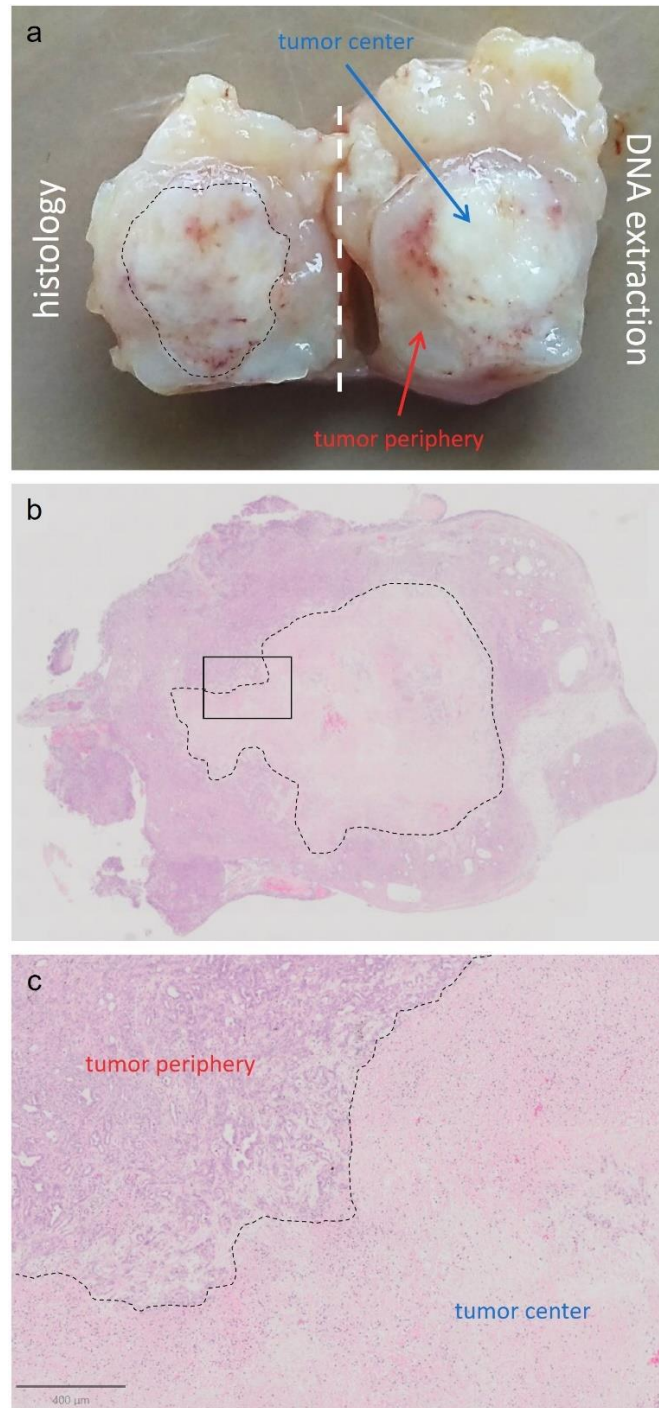 a
tumor center
histology
DNA extraction
tumor periphery
b
c
tumor periphery
tumor center
400 µm